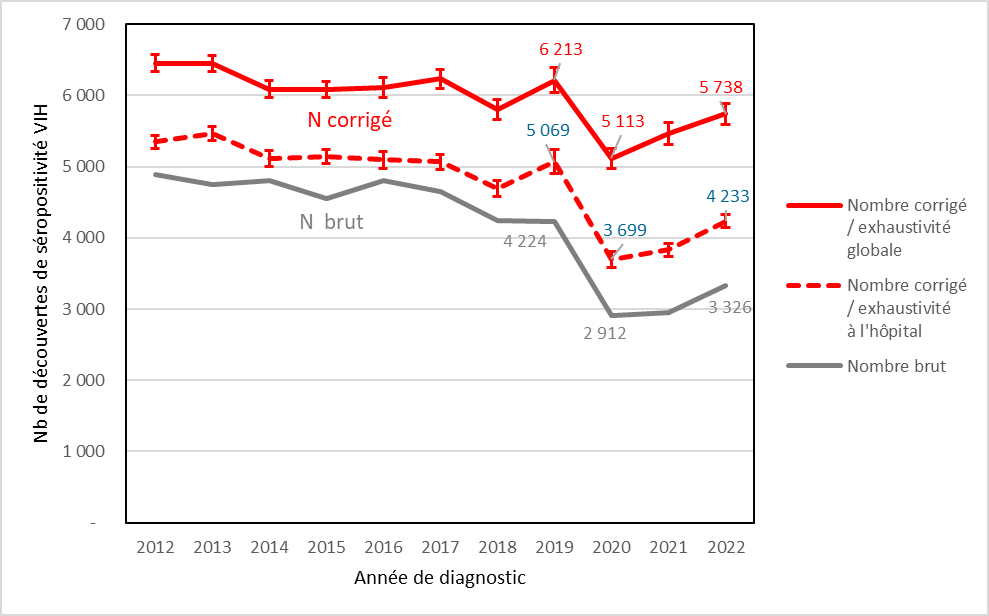 7 000
6 000
5 000
4 000
3 000
2 000
1 000
-
Nb de découvertes de séropositivité VIH
6 213
5 738
N corrigé
5 113
5 069
4 233
N brut
3 699
4 224
3 326
2 912
2012 2013 2014 2015 2016 2017 2018 2019 2020 2021 2022
Année de diagnostic
Nombre corrigé
/ exhaustivité
globale
Nombre corrigé
/ exhaustivité
à l'hôpital
Nombre brut